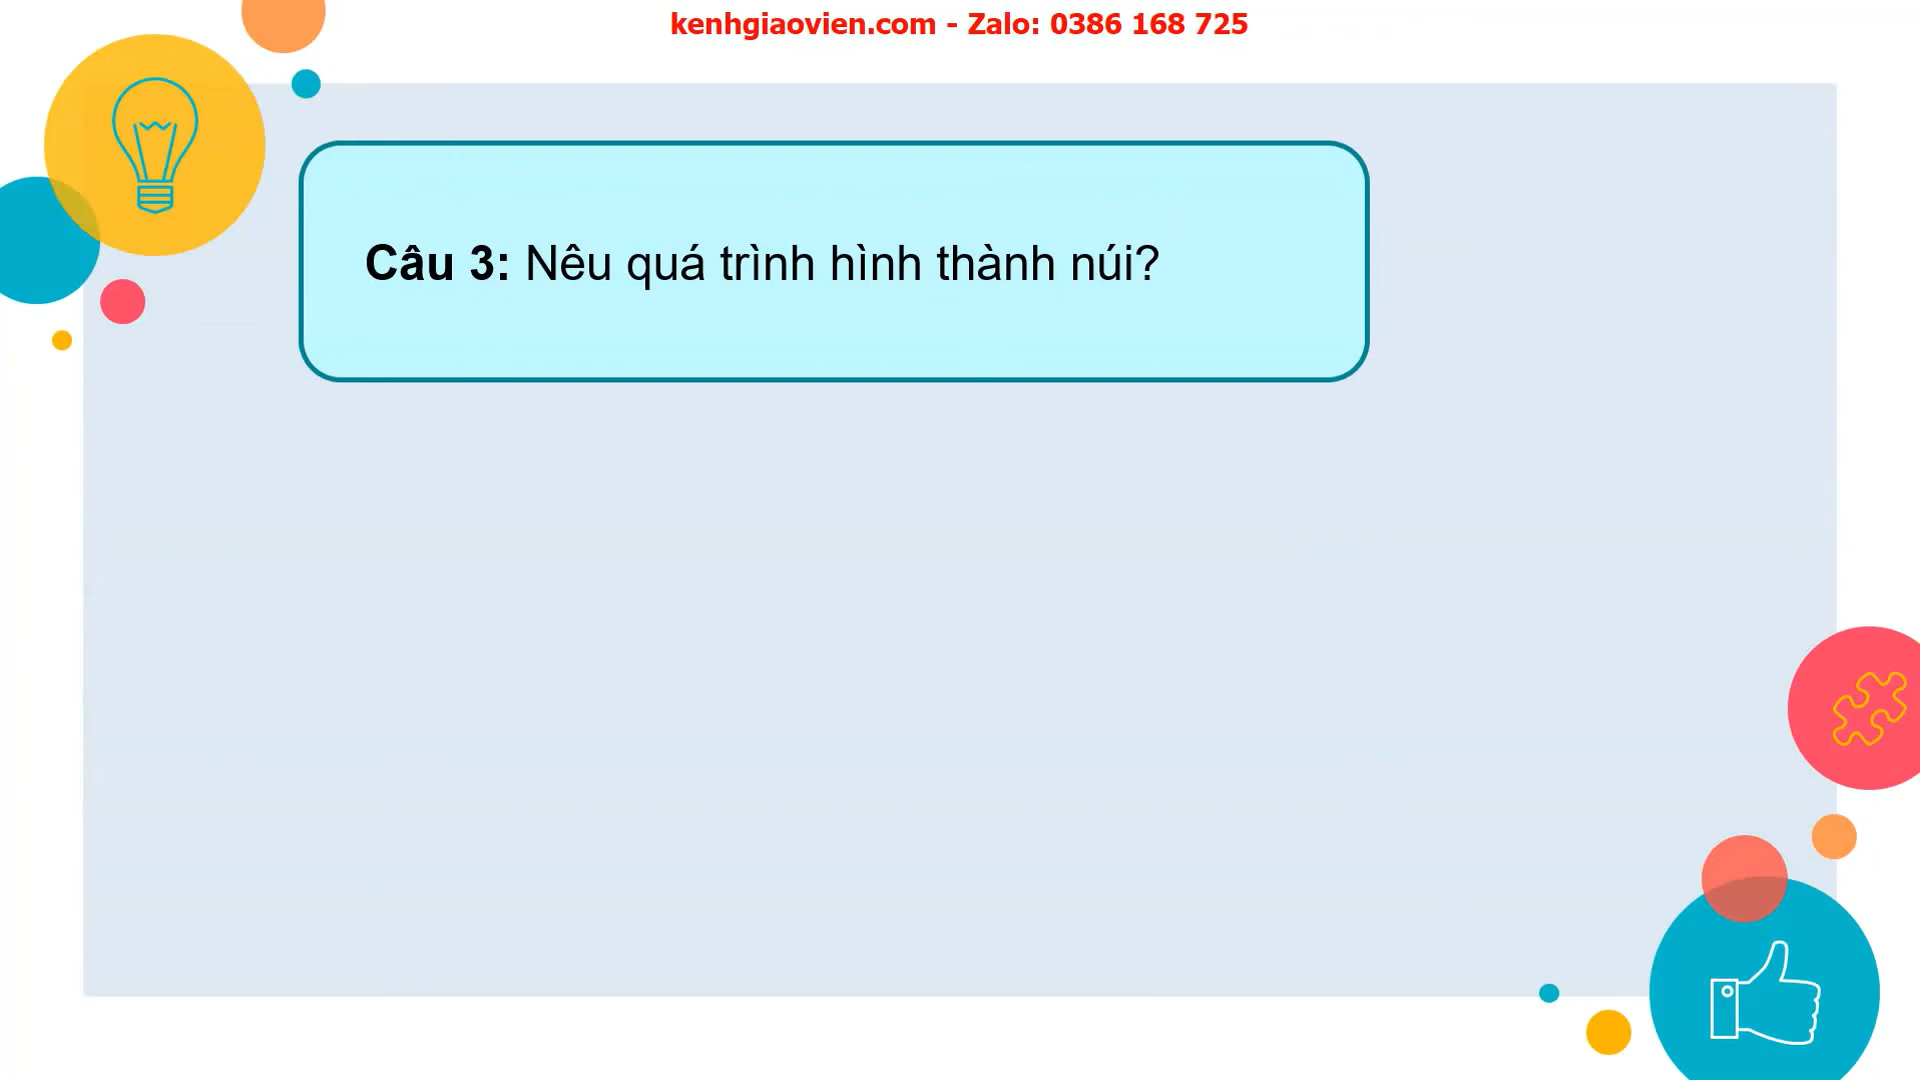 kenhgiaovien.com - Zalo: 0386 168 725
Câu 3: Nêu quá trình hình thành núi?